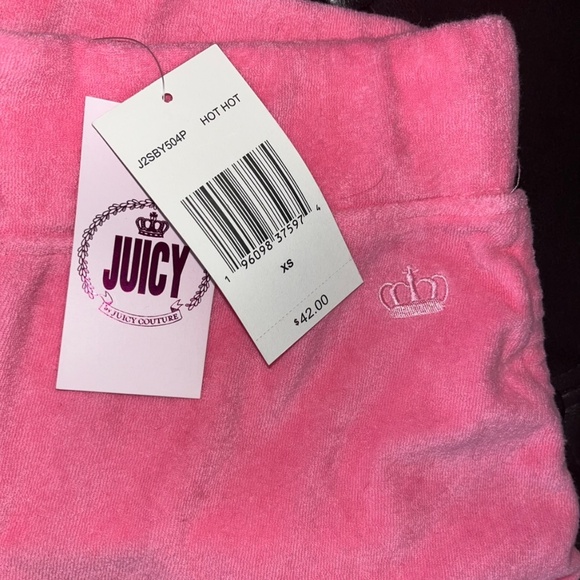 JUICY
BY JUICY COUTURE
J2SBY504P HOT HOT
1 96098 37597 4
XS
$42.00